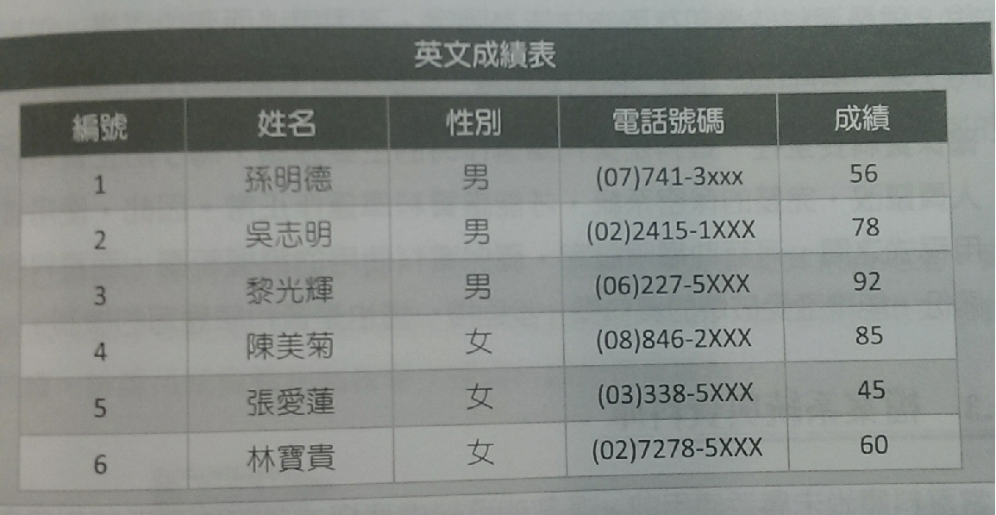 英文成績表
編號 姓名 性別 電話號碼 成績
1 孫明德 男 (07)741-3xxx 56
2 吳志明 男 (02)2415-1XXX 78
3 黎光輝 男 (06)227-5XXX 92
4 陳美菊 女 (08)846-2XXX 85
5 張愛蓮 女 (03)338-5XXX 45
6 林寶貴 女 (02)7278-5XXX 60